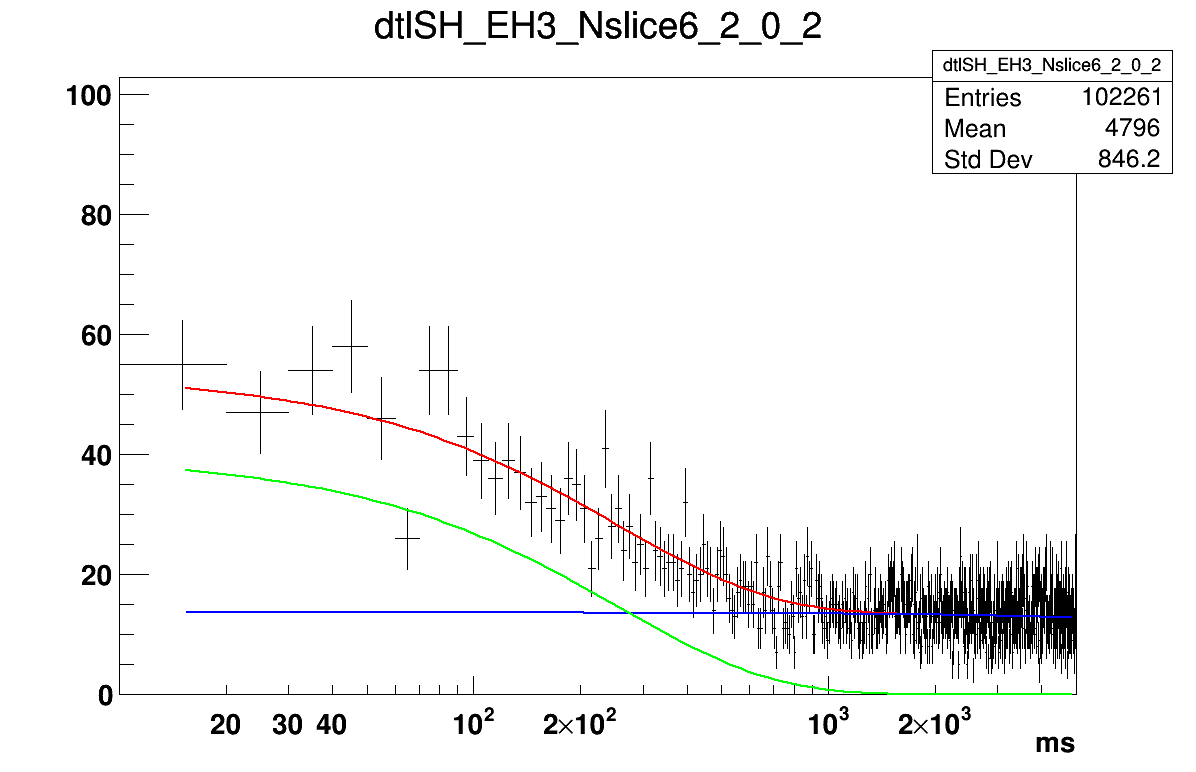 dtlSH_EH3_Nslice6_2_0_2
dtlSH_EH3_Nslice6_2_0_2
Entries 102261
Mean 4796
Std Dev 846.2
100
80
60
40
20
0
20 30 40 10² 2×10² 10³ 2×10³
ms